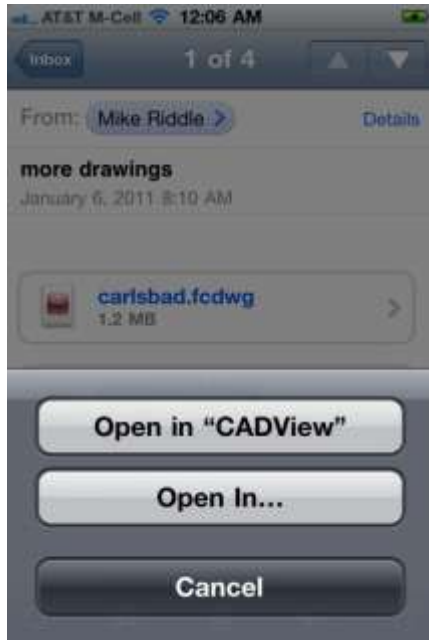 AT&T M-Cell 12:06 AM
Inbox 1 of 4
From: Mike Riddle > Details
more drawings
January 6, 2011 8:10 AM
carlsbad.fcdwg
1.2 MB
Open in “CADView”
Open In...
Cancel